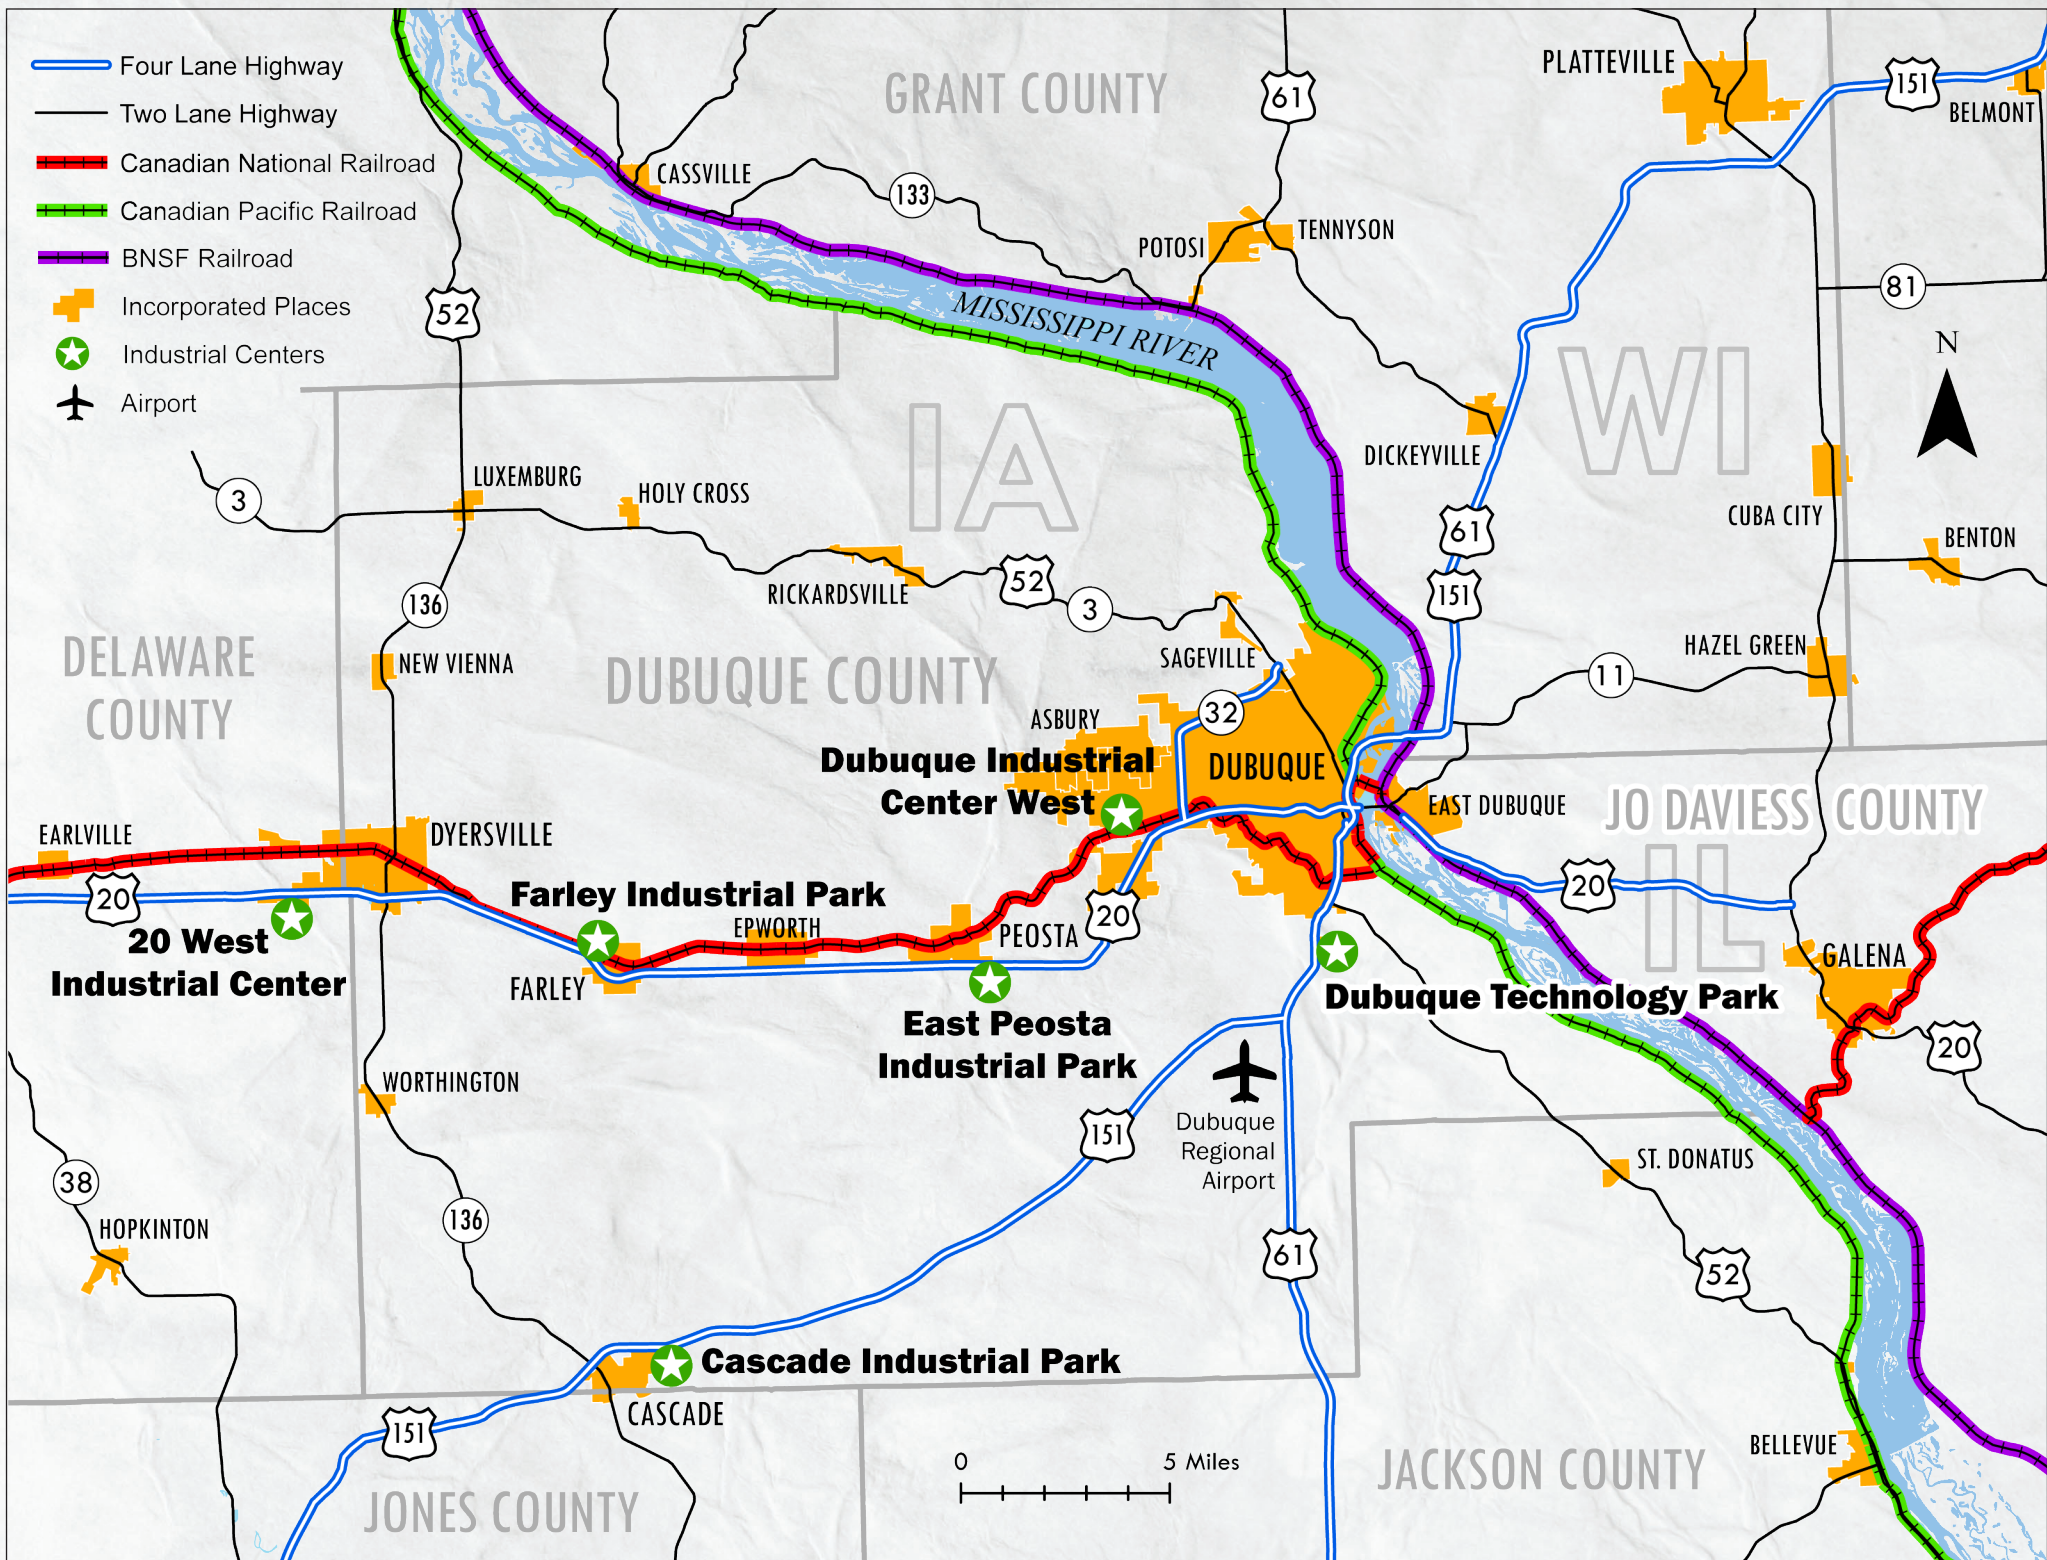 Four Lane Highway
Two Lane Highway
Canadian National Railroad
Canadian Pacific Railroad
BNSF Railroad
Incorporated Places
Industrial Centers
Airport
GRANT COUNTY
61
PLATTEVILLE
151
BELMONT
CASSVILLE
133
POTOSI
TENNYSON
52
MISSISSIPPI RIVER
81
N
WI
IA
DICKEYVILLE
3
LUXEMBURG
HOLY CROSS
CUBA CITY
61
BENTON
RICKARDSVILLE
52
3
151
136
DELAWARE
COUNTY
NEW VIENNA
DUBUQUE COUNTY
SAGEVILLE
HAZEL GREEN
11
32
ASBURY
Dubuque Industrial
Center West
DUBUQUE
EAST DUBUQUE
JO DAVIESS COUNTY
IL
EARLVILLE
DYERSVILLE
20
Farley Industrial Park
EPWORTH
PEOSTA
20
20
20 West
Industrial Center
FARLEY
GALENA
Dubuque Technology Park
East Peosta
Industrial Park
20
WORTHINGTON
151
Dubuque
Regional
Airport
ST. DONATUS
38
HOPKINTON
136
61
52
Cascade Industrial Park
CASCADE
151
0
5 Miles
BELLEVUE
JACKSON COUNTY
JONES COUNTY